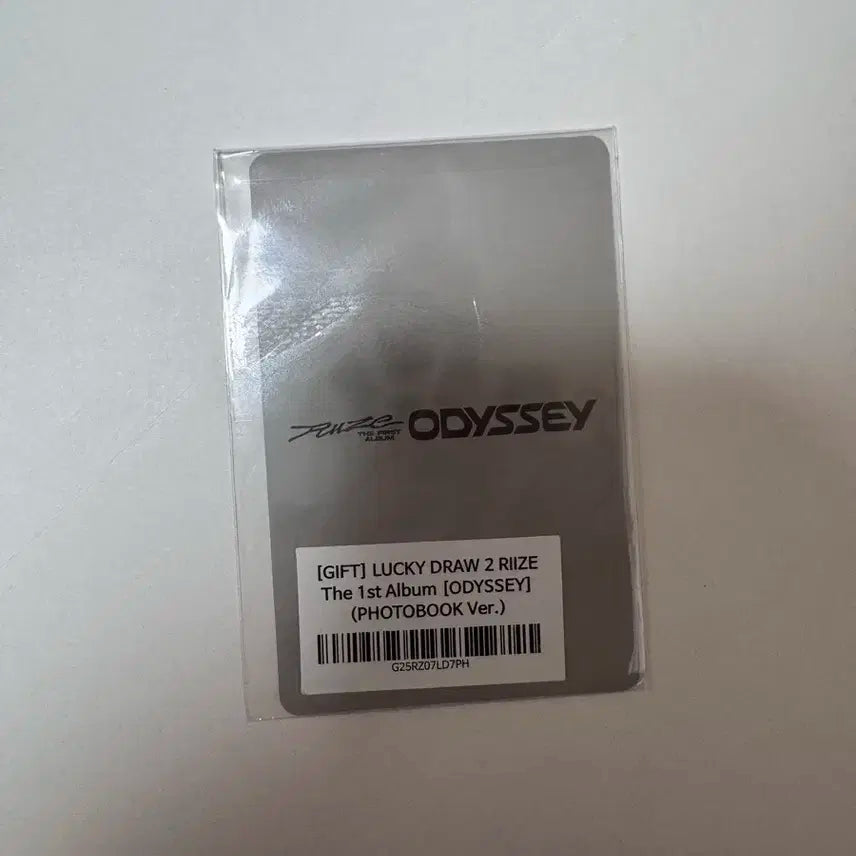 RIIZE THE FIRST ALBUM ODYSSEY
[GIFT] LUCKY DRAW 2 RIIZE
The 1st Album [ODYSSEY]
(PHOTOBOOK Ver.)
G25RZ07LD7PH